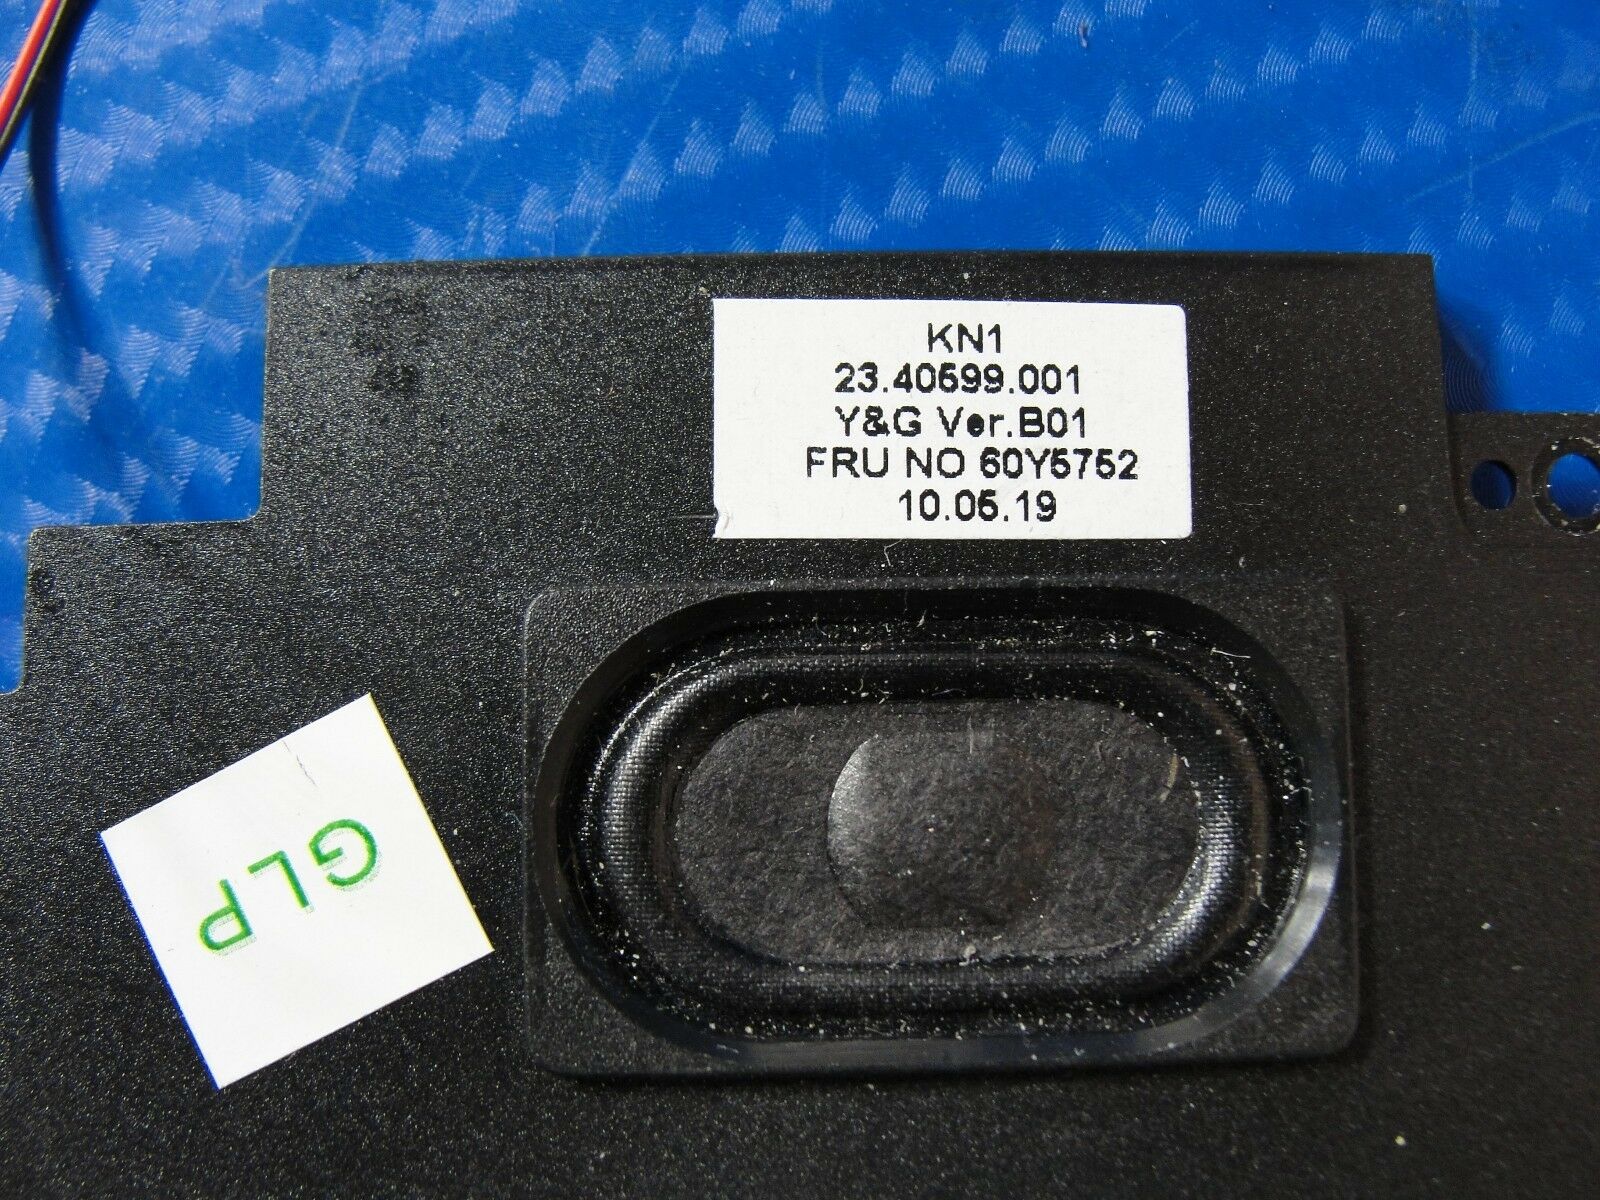 KN1
23.40599.001
Y&G Ver.B01
FRU NO 60Y5752
10.05.19
GLP